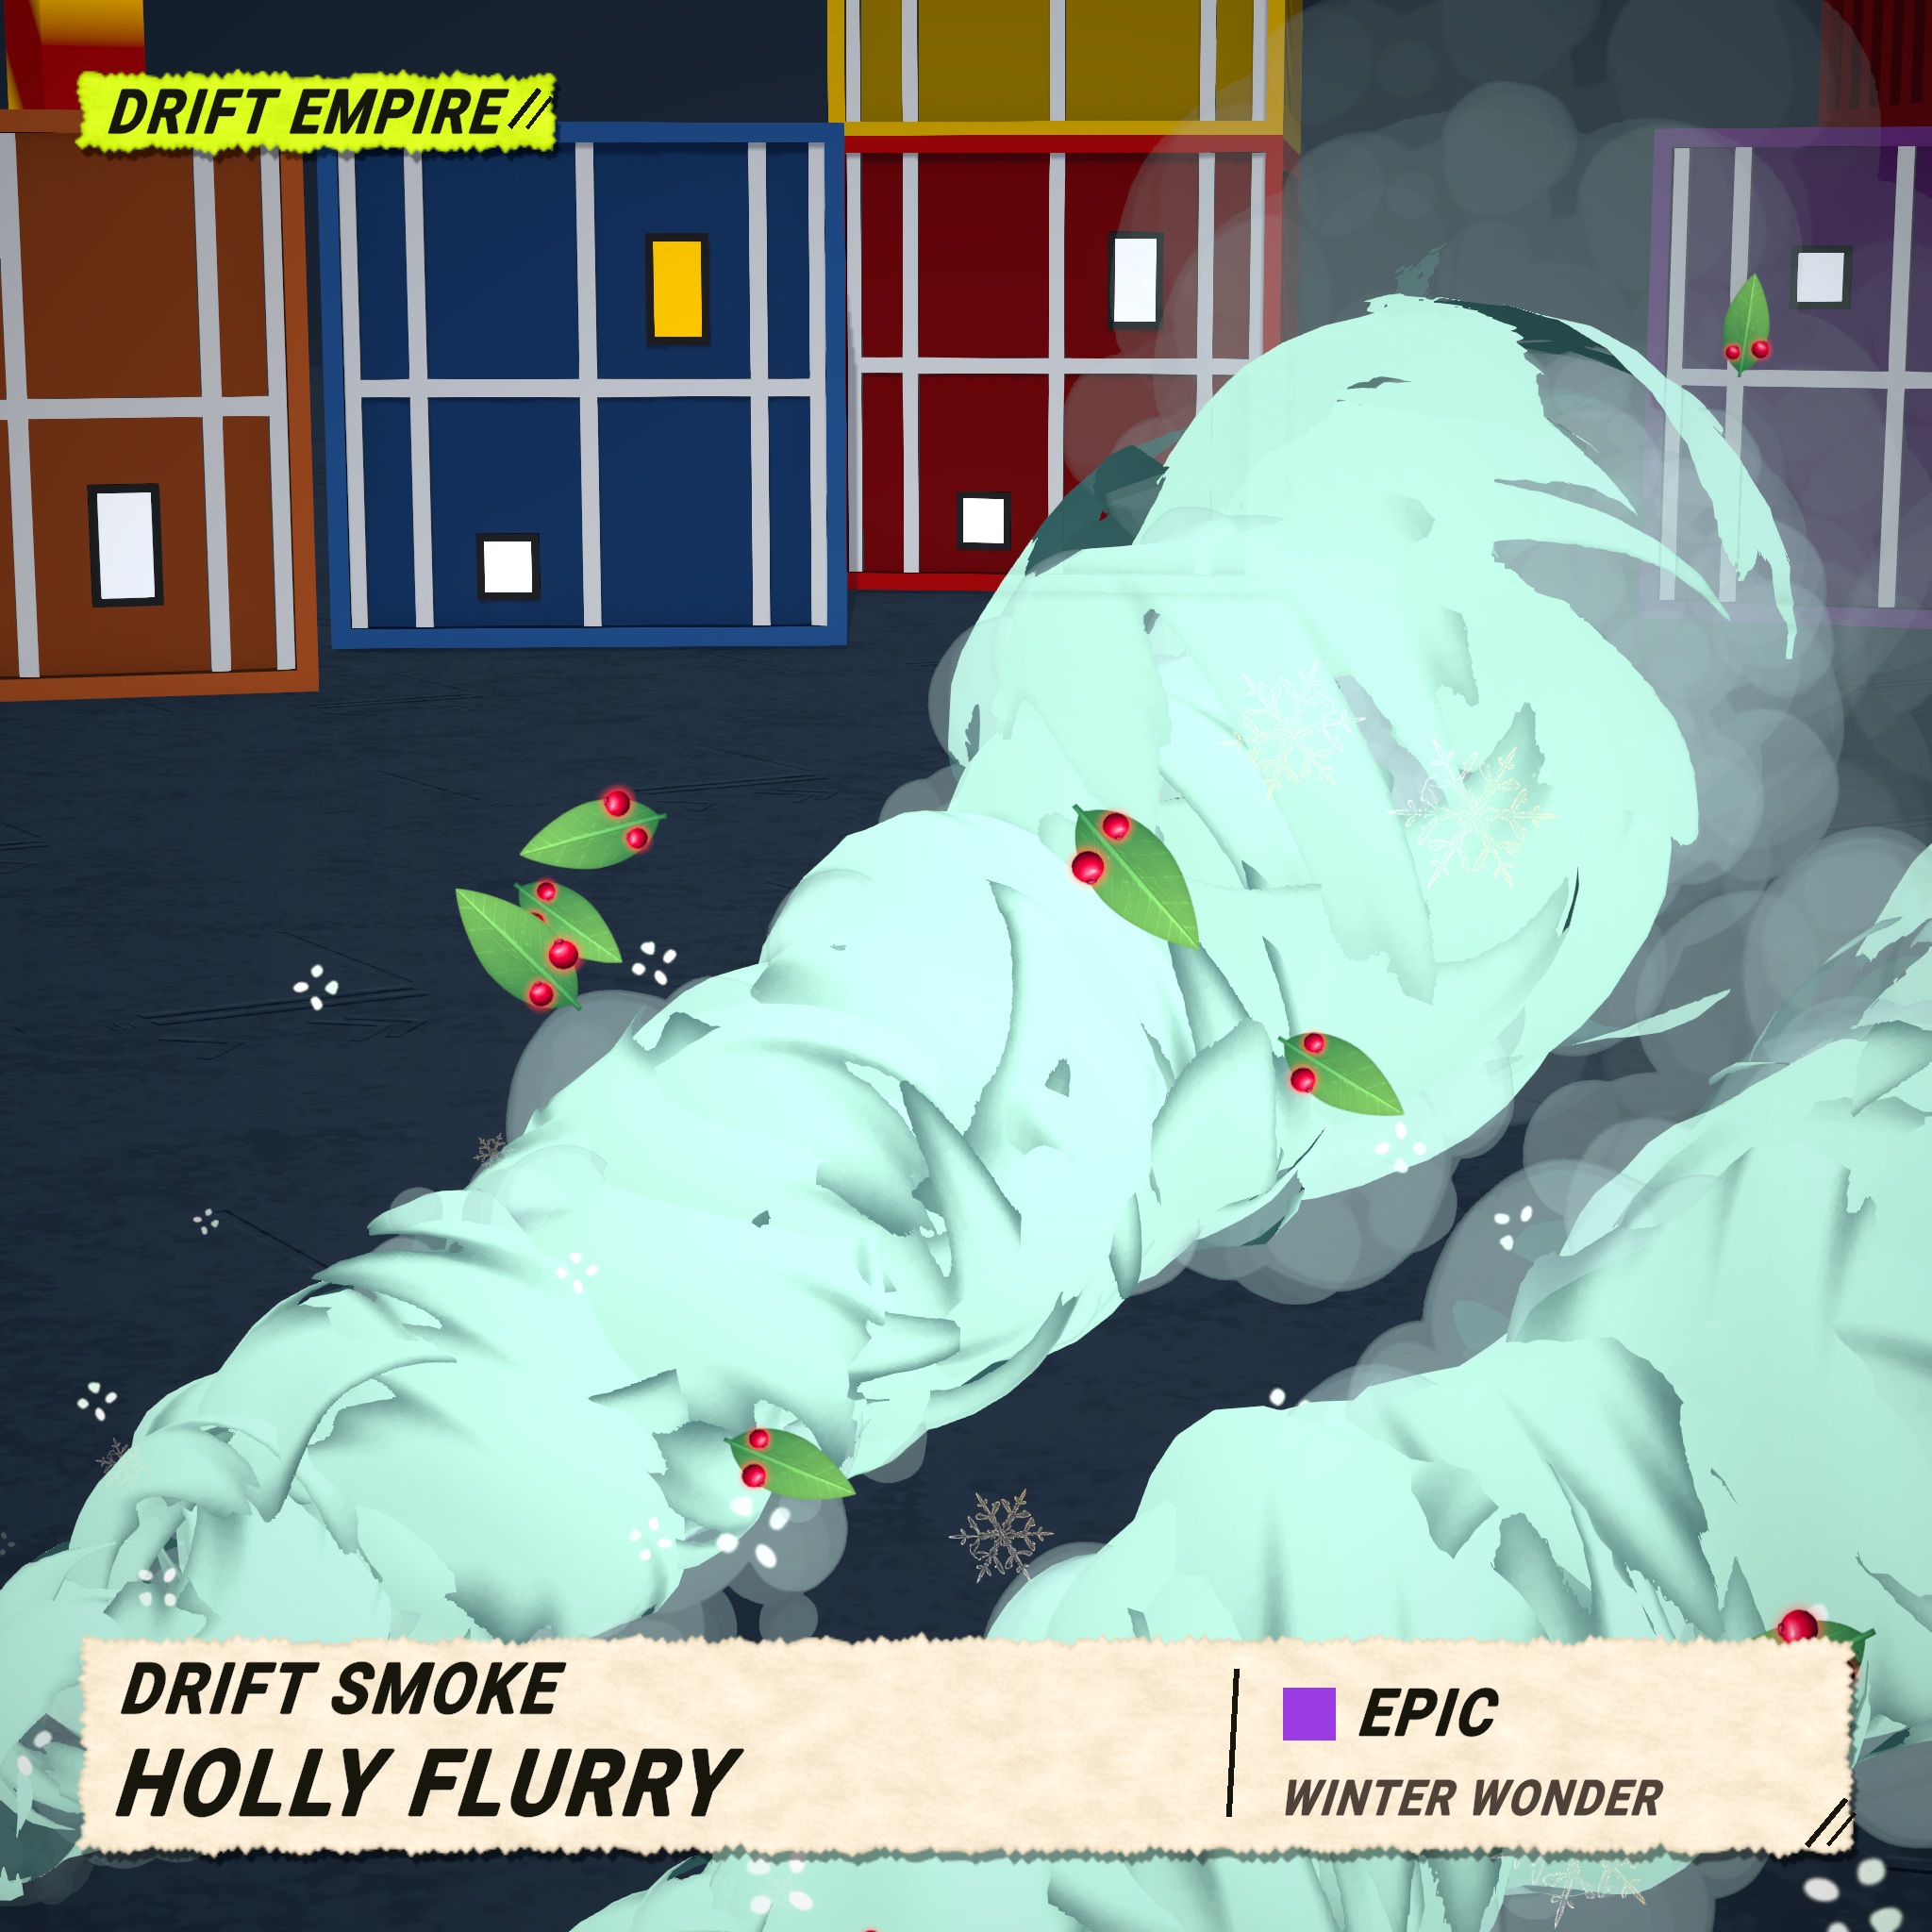 DRIFT EMPIRE//
DRIFT SMOKE
HOLLY FLURRY
EPIC
WINTER WONDER